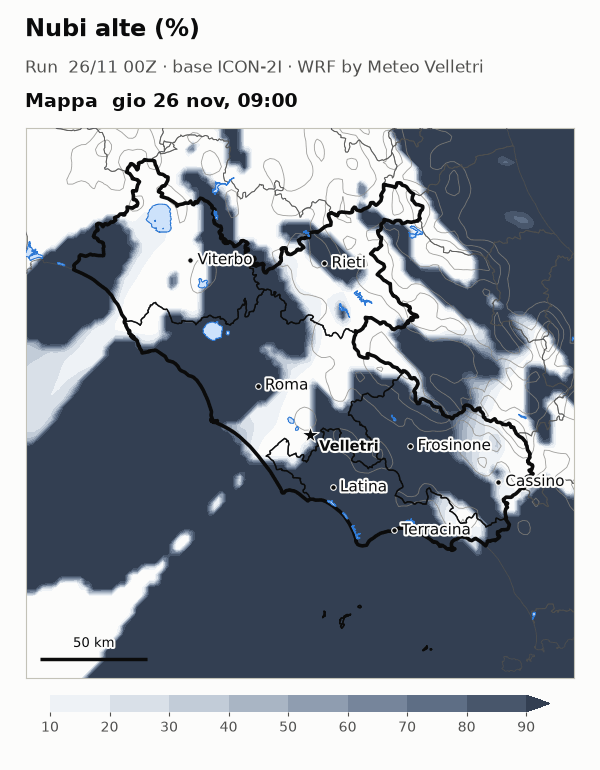 Nubi alte (%)
Run 26/11 00Z · base ICON-2I · WRF by Meteo Velletri
Mappa gio 26 nov, 09:00
Viterbo
Rieti
Roma
Velletri
Frosinone
Cassino
Latina
Terracina
50 km
10 20 30 40 50 60 70 80 90